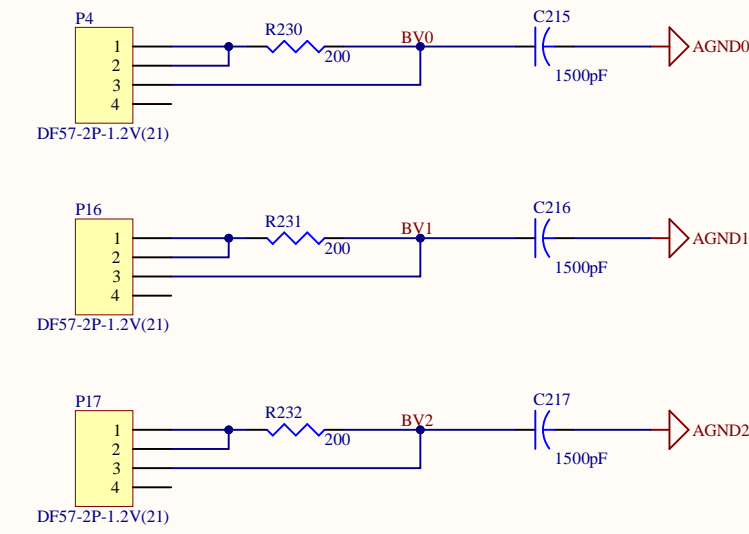 P4
C215
R230
BV0
1
AGND0
2
200
3
1500pF
4
DF57-2P-1.2V(21)
P16
C216
R231
BV1
1
AGND1
2
200
3
1500pF
4
DF57-2P-1.2V(21)
P17
C217
R232
BV2
1
AGND2
2
200
3
1500pF
4
DF57-2P-1.2V(21)